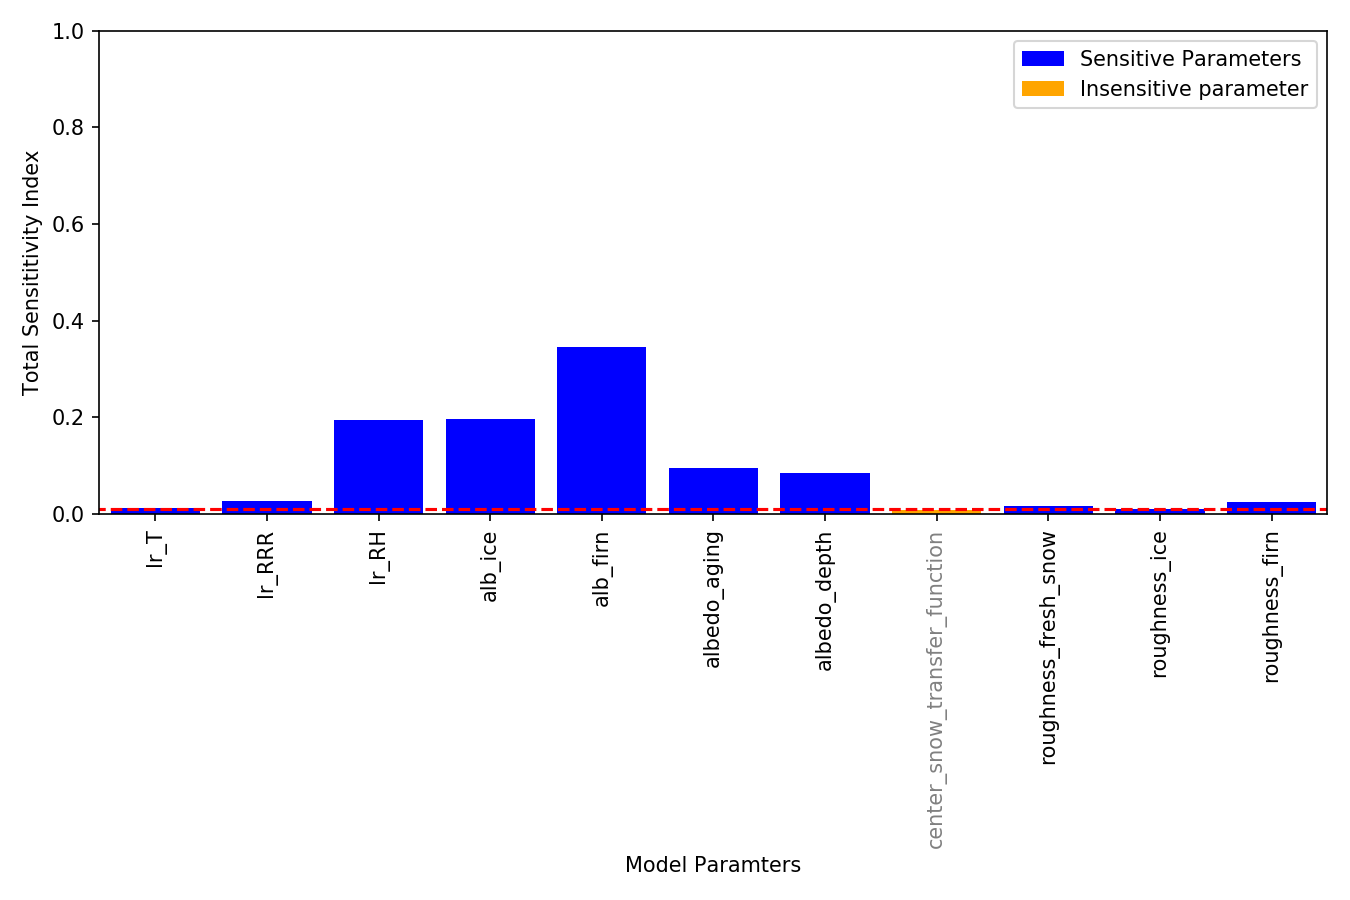 1.0
0.8
0.6
0.4
0.2
0.0
Total Sensititivity Index
Sensitive Parameters
Insensitive parameter
lr_T
lr_RRR
lr_RH
alb_ice
alb_firn
albedo_aging
albedo_depth
center_snow_transfer_function
roughness_fresh_snow
roughness_ice
roughness_firn
Model Paramters